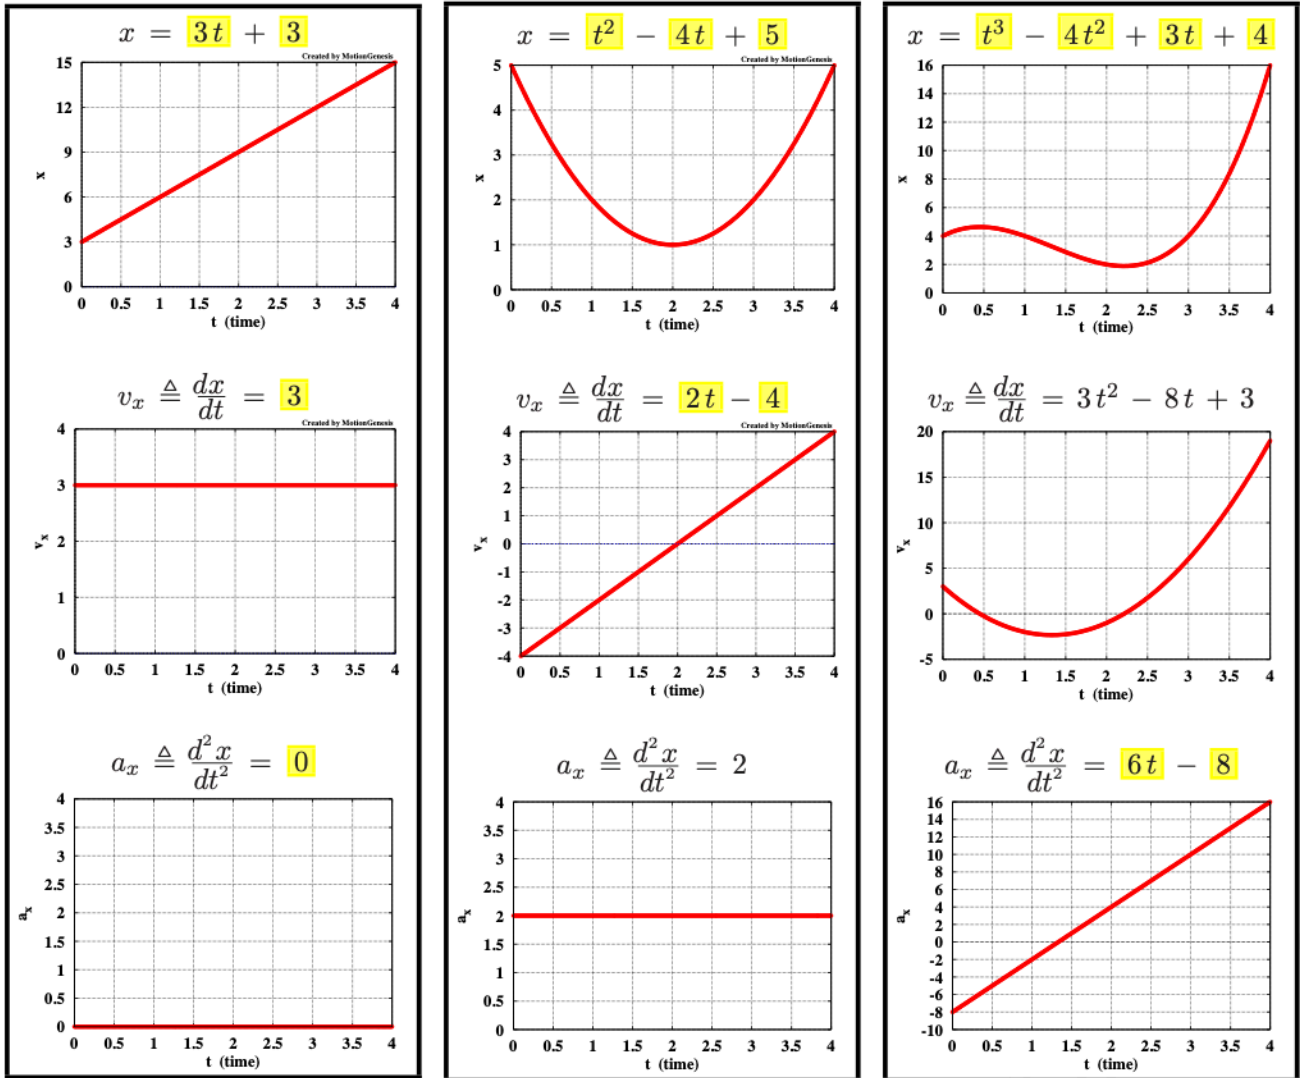 x = 3t + 3
Created by MotionGenesis
15
12
9
6
3
0
x
0 0.5 1 1.5 2 2.5 3 3.5 4
t (time)
vₓ ≜ dx/dt = 3
Created by MotionGenesis
4
3
2
1
0
vₓ
0 0.5 1 1.5 2 2.5 3 3.5 4
t (time)
aₓ ≜ d²x/dt² = 0
4
3.5
3
2.5
2
1.5
1
0.5
0
aₓ
0 0.5 1 1.5 2 2.5 3 3.5 4
t (time)
x = t² − 4t + 5
Created by MotionGenesis
5
4
3
2
1
0
x
0 0.5 1 1.5 2 2.5 3 3.5 4
t (time)
vₓ ≜ dx/dt = 2t − 4
Created by MotionGenesis
4
3
2
1
0
-1
-2
-3
-4
vₓ
0 0.5 1 1.5 2 2.5 3 3.5 4
t (time)
aₓ ≜ d²x/dt² = 2
4
3.5
3
2.5
2
1.5
1
0.5
0
aₓ
0 0.5 1 1.5 2 2.5 3 3.5 4
t (time)
x = t³ − 4t² + 3t + 4
16
14
12
10
8
6
4
2
0
x
0 0.5 1 1.5 2 2.5 3 3.5 4
t (time)
vₓ ≜ dx/dt = 3t² − 8t + 3
20
15
10
5
0
-5
vₓ
0 0.5 1 1.5 2 2.5 3 3.5 4
t (time)
aₓ ≜ d²x/dt² = 6t − 8
16
14
12
10
8
6
4
2
0
-2
-4
-6
-8
-10
aₓ
0 0.5 1 1.5 2 2.5 3 3.5 4
t (time)